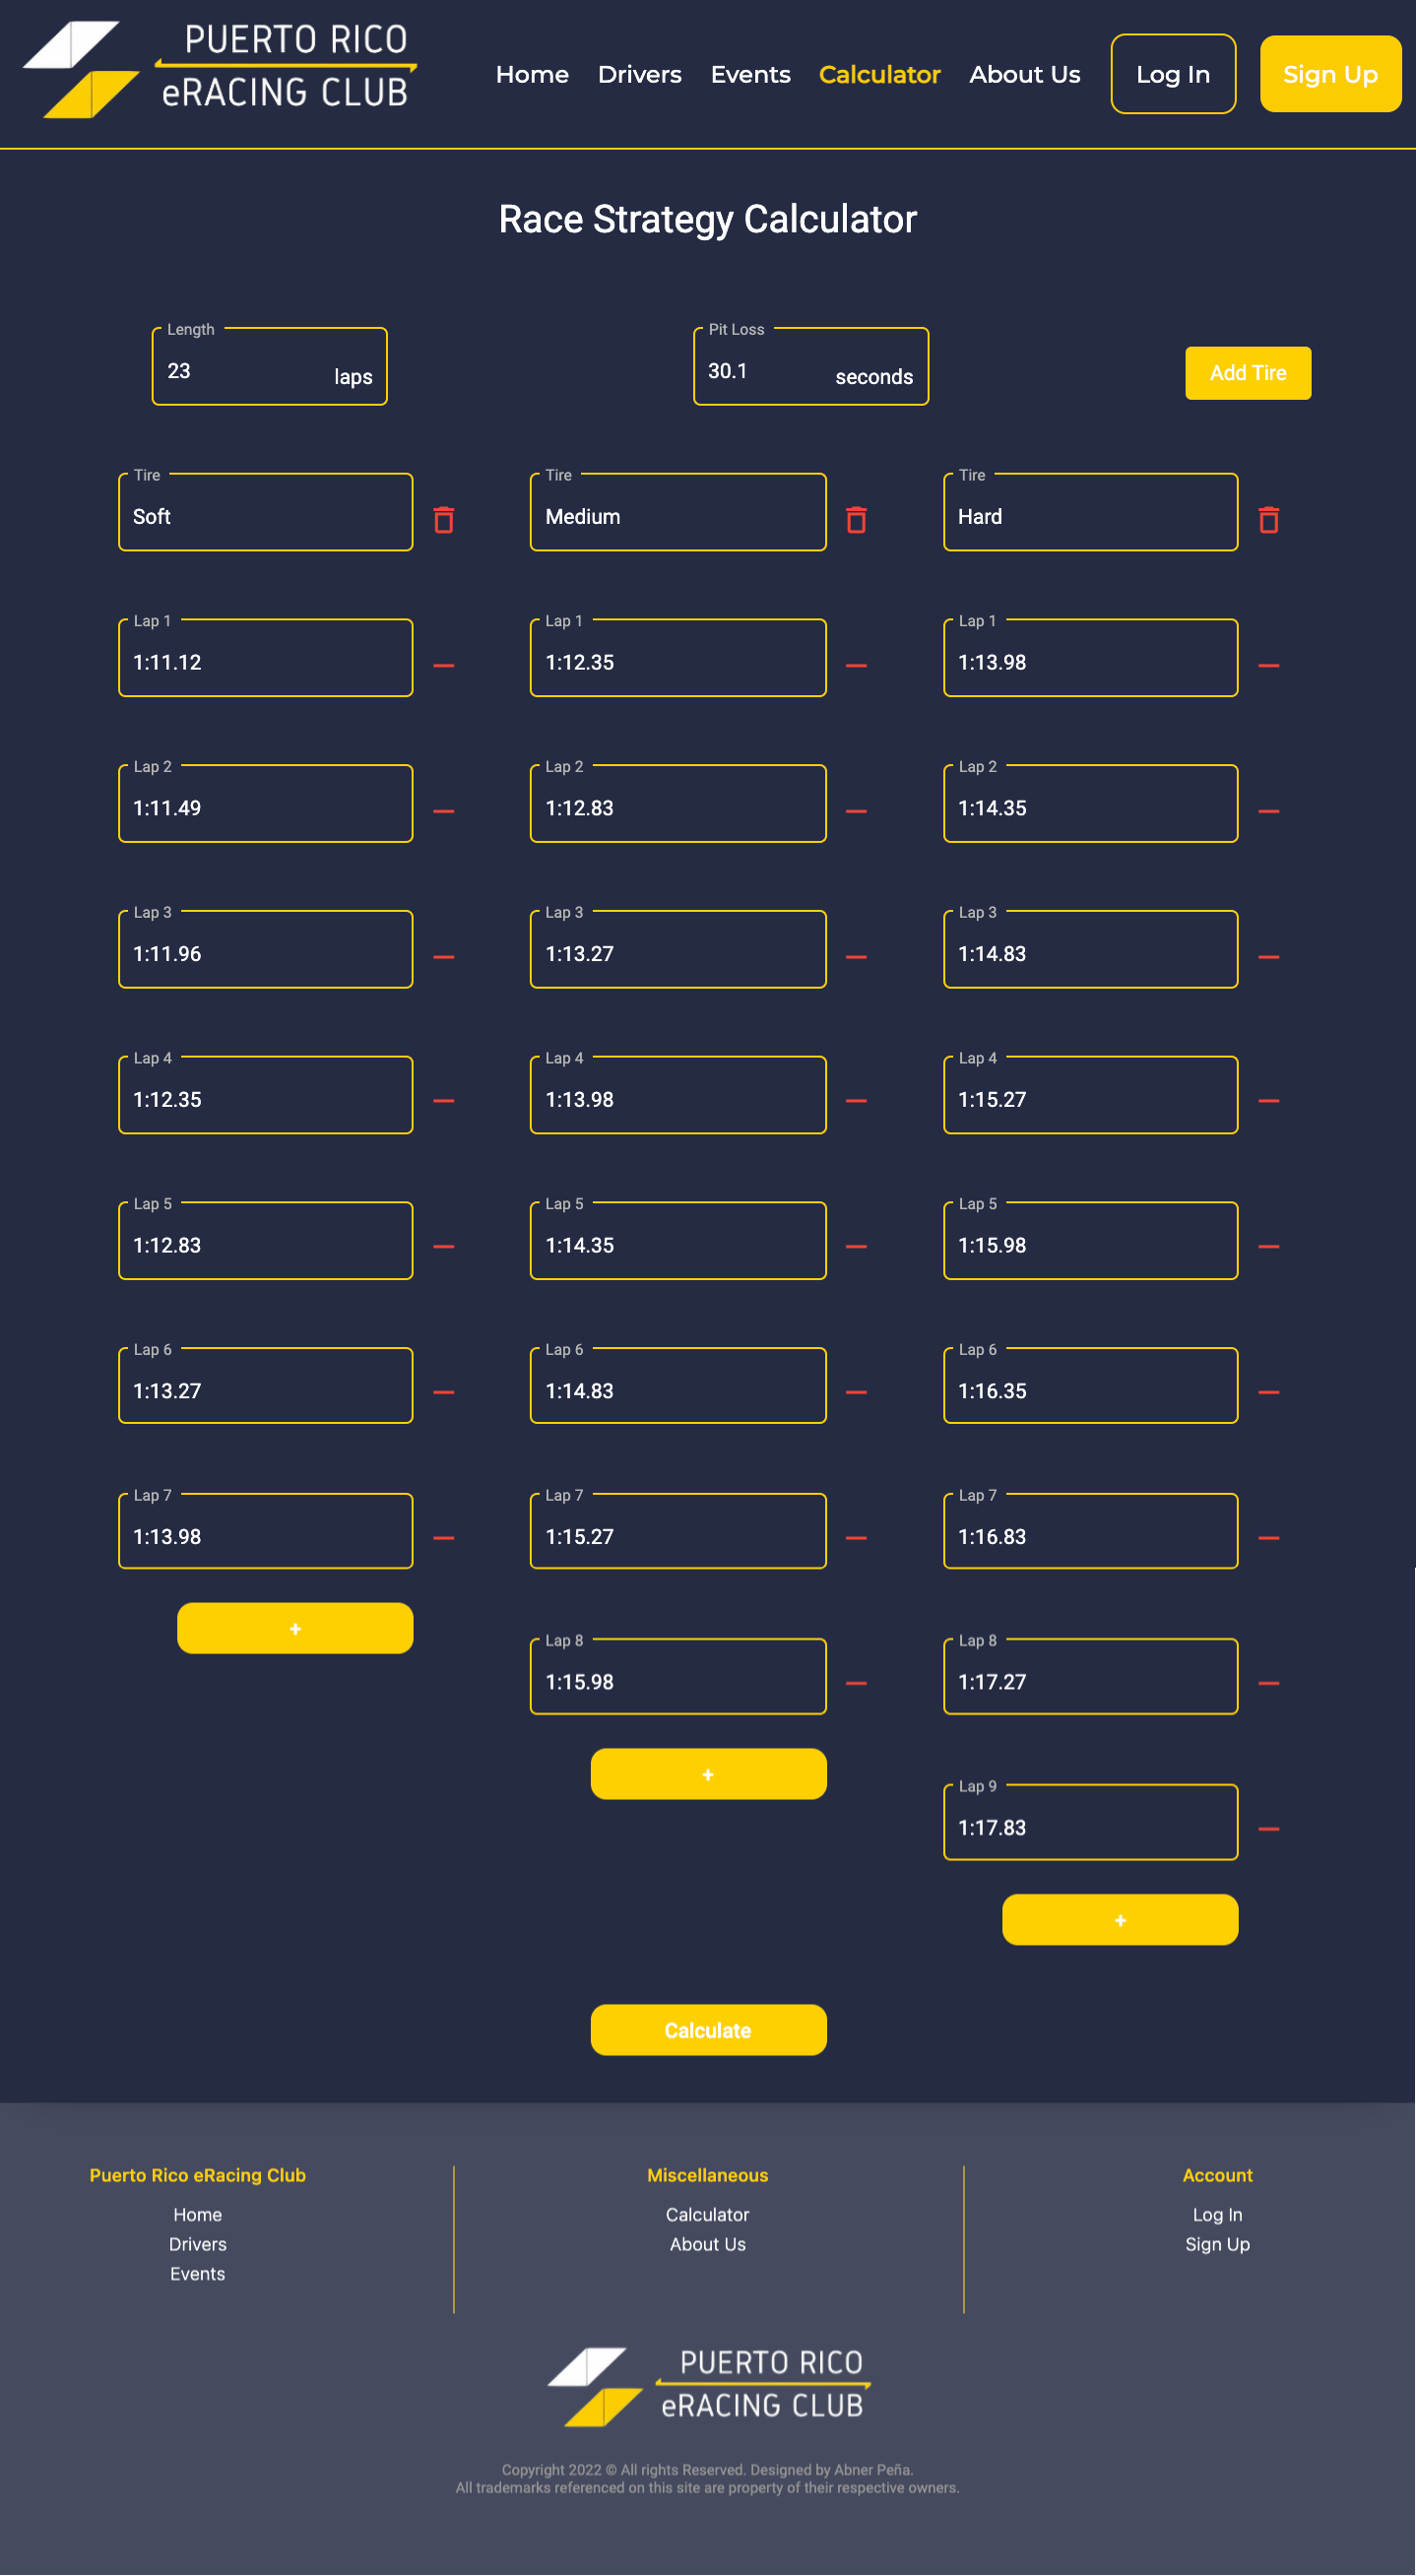 PUERTO RICO
eRACING CLUB
Home Drivers Events Calculator About Us Log In Sign Up
Race Strategy Calculator
Length Pit Loss
23 laps 30.1 seconds Add Tire
Tire Tire Tire
Soft Medium Hard
Lap 1 Lap 1 Lap 1
1:11.12 1:12.35 1:13.98
Lap 2 Lap 2 Lap 2
1:11.49 1:12.83 1:14.35
Lap 3 Lap 3 Lap 3
1:11.96 1:13.27 1:14.83
Lap 4 Lap 4 Lap 4
1:12.35 1:13.98 1:15.27
Lap 5 Lap 5 Lap 5
1:12.83 1:14.35 1:15.98
Lap 6 Lap 6 Lap 6
1:13.27 1:14.83 1:16.35
Lap 7 Lap 7 Lap 7
1:13.98 1:15.27 1:16.83
+
Lap 8 Lap 8
1:15.98 1:17.27
+
Lap 9
1:17.83
+
Calculate
Puerto Rico eRacing Club Miscellaneous Account
Home Calculator Log In
Drivers About Us Sign Up
Events
PUERTO RICO
eRACING CLUB
Copyright 2022 © All rights Reserved. Designed by Abner Peña.
All trademarks referenced on this site are property of their respective owners.